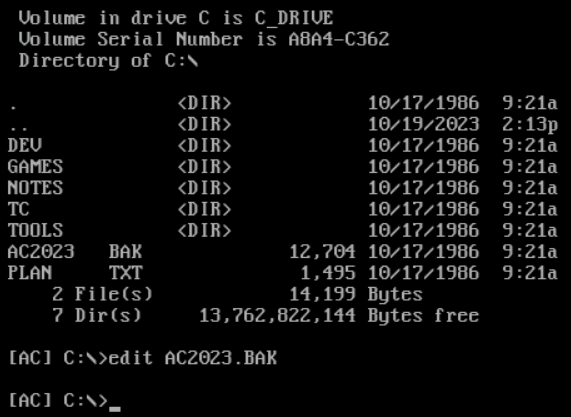 Volume in drive C is C_DRIVE
Volume Serial Number is A8A4-C362
Directory of C:\
. <DIR> 10/17/1986 9:21a
.. <DIR> 10/19/2023 2:13p
DEV <DIR> 10/17/1986 9:21a
GAMES <DIR> 10/17/1986 9:21a
NOTES <DIR> 10/17/1986 9:21a
TC <DIR> 10/17/1986 9:21a
TOOLS <DIR> 10/17/1986 9:21a
AC2023 BAK 12,704 10/17/1986 9:21a
PLAN TXT 1,495 10/17/1986 9:21a
2 File(s) 14,199 Bytes
7 Dir(s) 13,762,822,144 Bytes free
[AC] C:\>edit AC2023.BAK
[AC] C:\>_